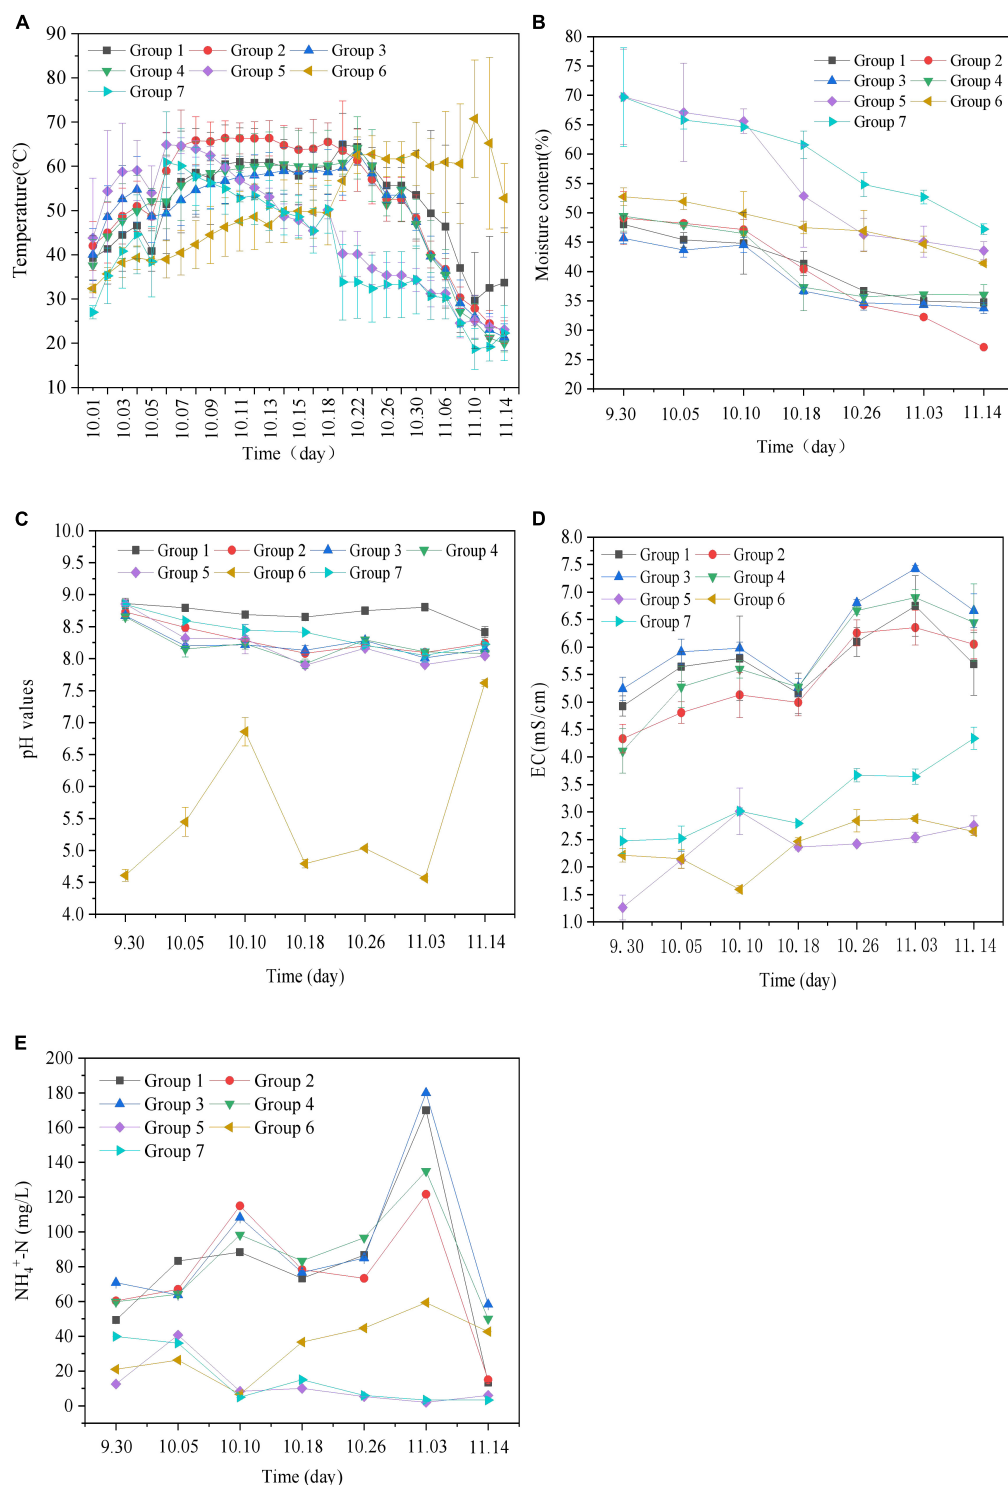 A
Group 1 Group 2 Group 3
Group 4 Group 5 Group 6
Group 7
90
80
70
60
50
40
30
20
10
Temperature(°C)
10.01 10.03 10.05 10.07 10.09 10.11 10.13 10.15 10.18 10.22 10.26 10.30 11.06 11.10 11.14
Time（day）
B
Group 1 Group 2
Group 3 Group 4
Group 5 Group 6
Group 7
80
75
70
65
60
55
50
45
40
35
30
25
20
Moisture content(%)
9.30 10.05 10.10 10.18 10.26 11.03 11.14
Time（day）
C
Group 1 Group 2 Group 3 Group 4
Group 5 Group 6 Group 7
10.0
9.5
9.0
8.5
8.0
7.5
7.0
6.5
6.0
5.5
5.0
4.5
4.0
pH values
9.30 10.05 10.10 10.18 10.26 11.03 11.14
Time (day)
D
Group 1 Group 2
Group 3 Group 4
Group 5 Group 6
Group 7
8.0
7.5
7.0
6.5
6.0
5.5
5.0
4.5
4.0
3.5
3.0
2.5
2.0
1.5
1.0
EC(mS/cm)
9.30 10.05 10.10 10.18 10.26 11.03 11.14
Time (day)
E
Group 1 Group 2
Group 3 Group 4
Group 5 Group 6
Group 7
200
180
160
140
120
100
80
60
40
20
0
NH₄⁺-N (mg/L)
9.30 10.05 10.10 10.18 10.26 11.03 11.14
Time (day)